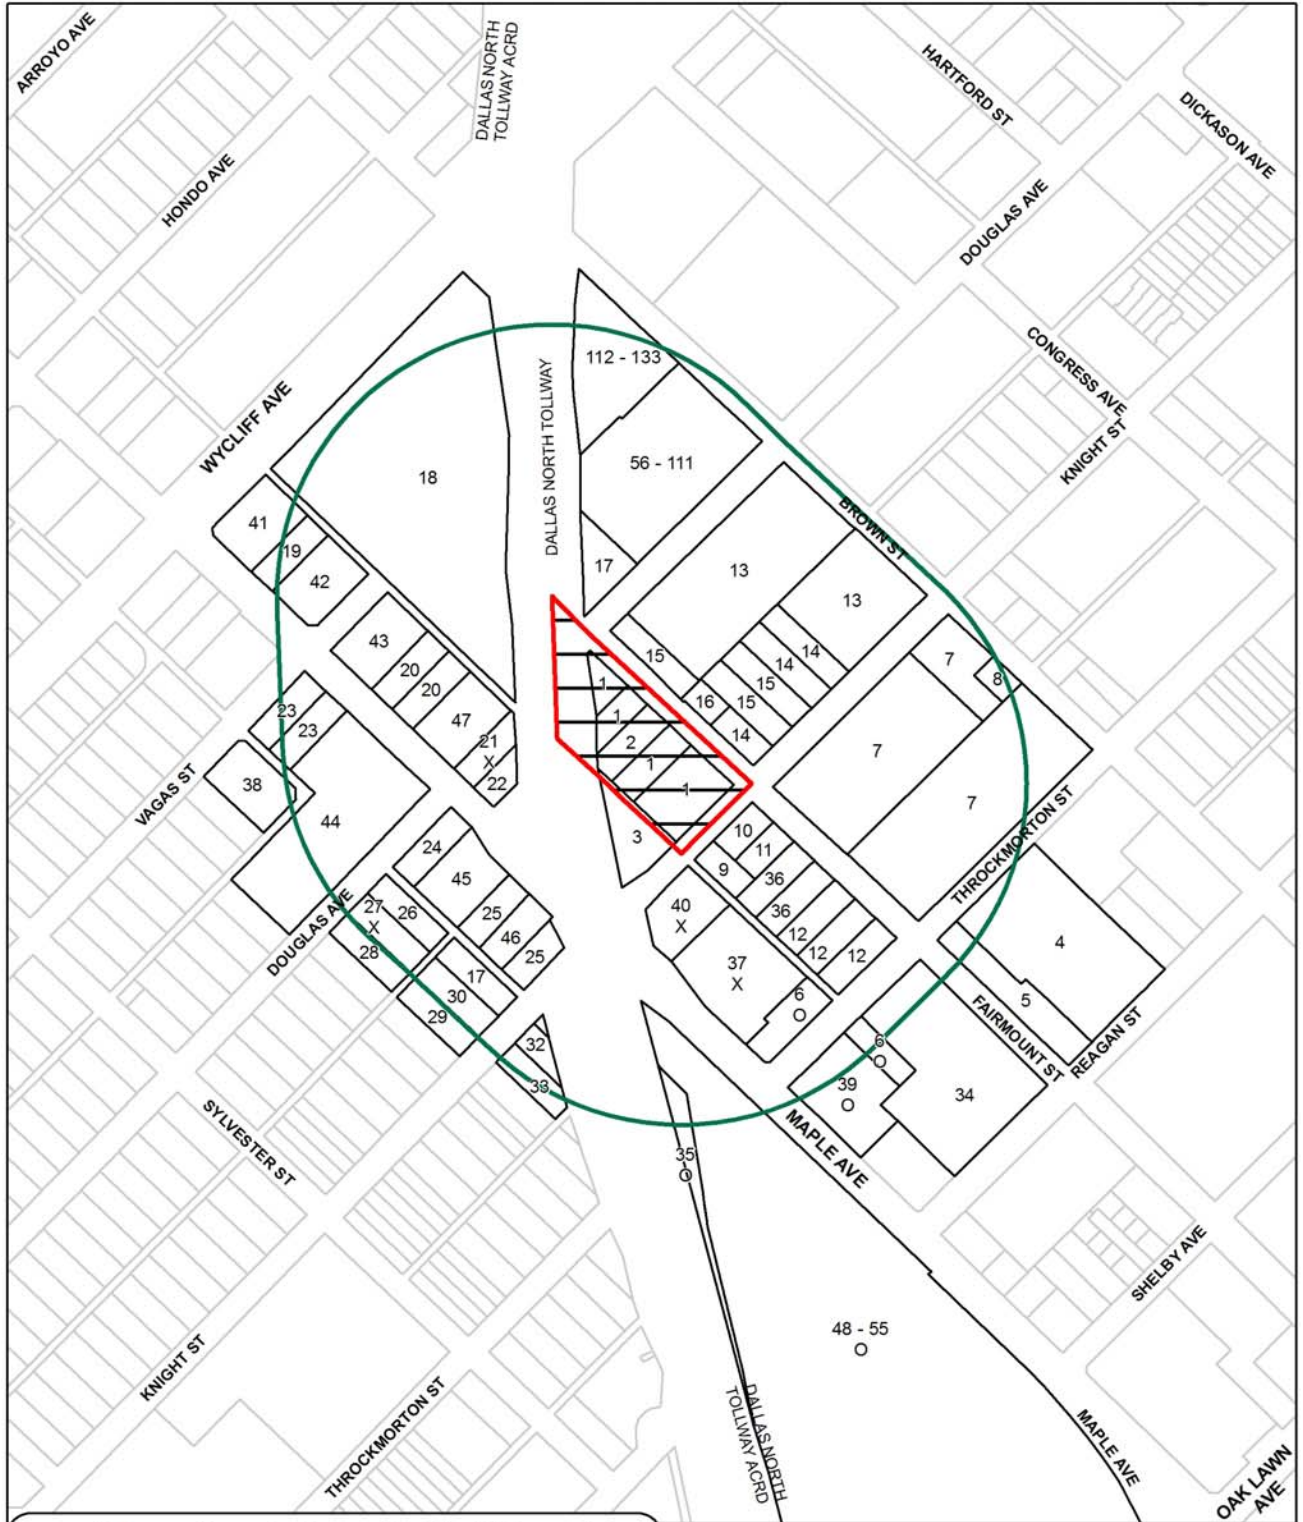 ARROYO AVE
DALLAS NORTH
TOLLWAY ACRD
HARTFORD ST
DICKASON AVE
HONDO AVE
DOUGLAS AVE
CONGRESS AVE
KNIGHT ST
WYCLIFF AVE
DALLAS NORTH TOLLWAY
112 - 133
56 - 111
18
17
13
13
BROWN ST
41
19
42
43
20
20
47
21
X
22
15
16
15
15
14
14
14
1
1
2
1
1
3
7
8
7
7
23
23
38
VAGAS ST
44
24
45
25
46
25
27
X
26
28
DOUGLAS AVE
17
30
29
32
33
10
11
9
36
36
12
12
12
40
X
37
X
6
O
THROCKMORTON ST
4
5
FAIRMOUNT ST
REAGAN ST
6
O
39
O
34
MAPLE AVE
35
O
SYLVESTER ST
SHELBY AVE
48 - 55
O
KNIGHT ST
THROCKMORTON ST
DALLAS NORTH
TOLLWAY ACRD
MAPLE AVE
OAK LAWN
AVE